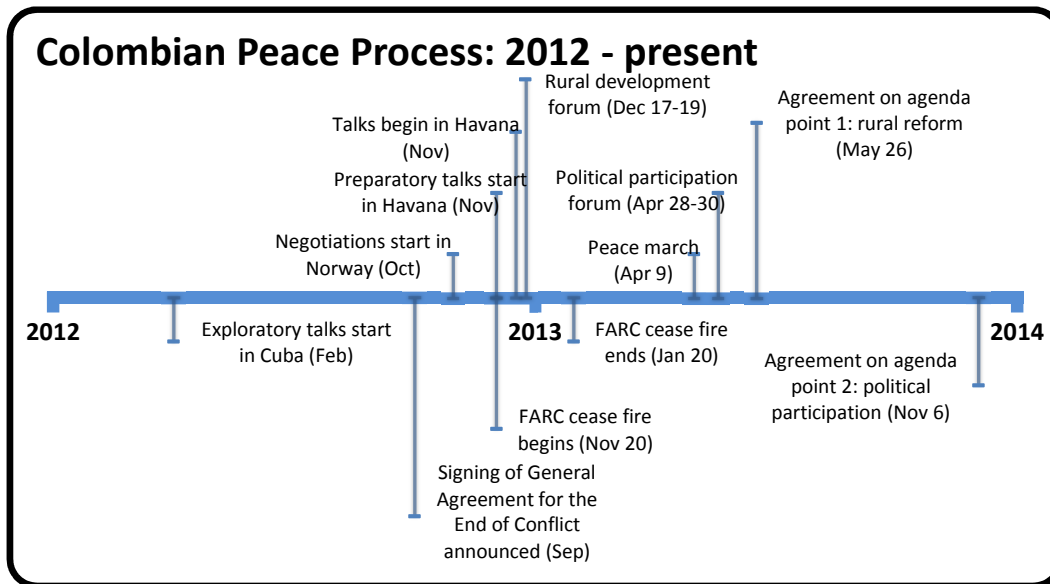 Colombian Peace Process: 2012 - present
Rural development
forum (Dec 17-19)
Agreement on agenda
point 1: rural reform
(May 26)
Talks begin in Havana
(Nov)
Preparatory talks start
in Havana (Nov)
Political participation
forum (Apr 28-30)
Negotiations start in
Norway (Oct)
Peace march
(Apr 9)
2012
2013
2014
Exploratory talks start
in Cuba (Feb)
FARC cease fire
ends (Jan 20)
Agreement on agenda
point 2: political
participation (Nov 6)
FARC cease fire
begins (Nov 20)
Signing of General
Agreement for the
End of Conflict
announced (Sep)